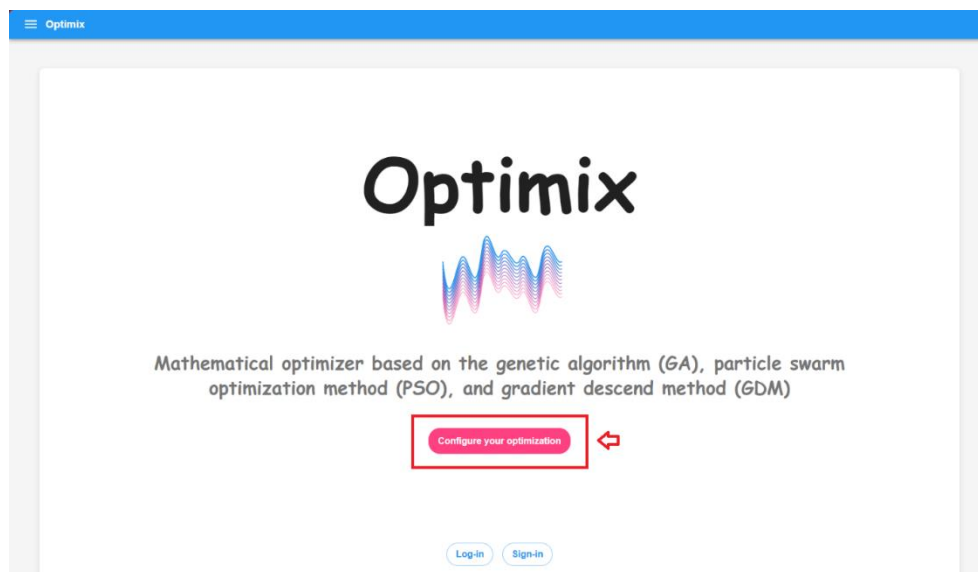 Optimix
Optimix
Mathematical optimizer based on the genetic algorithm (GA), particle swarm
optimization method (PSO), and gradient descend method (GDM)
Configure your optimization
Log-in Sign-in